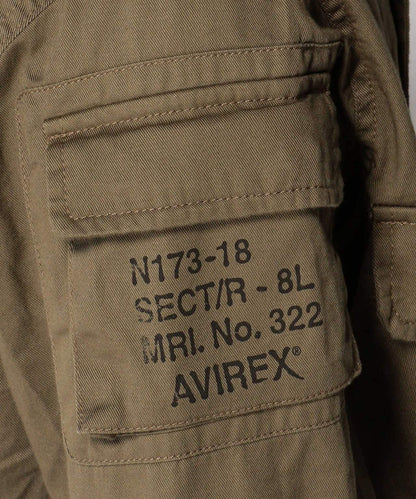 N173-18
SECT/R - 8L
MRI. No. 322
AVIREX®